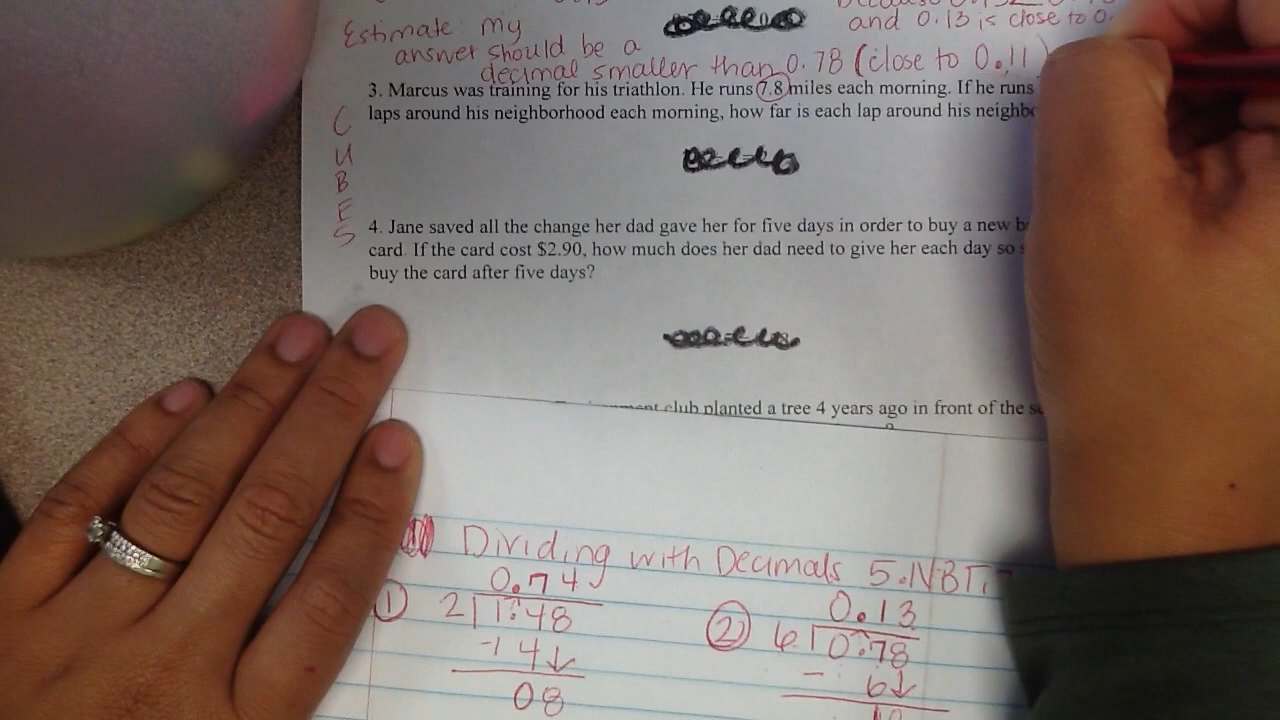 Estimate: my
and 0.13 is close to 0.
answer should be a
decimal smaller than 0.78 (close to 0.11)
3. Marcus was training for his triathlon. He runs 7.8 miles each morning. If he runs
laps around his neighborhood each morning, how far is each lap around his
C
U
B
E
S
4. Jane saved all the change her dad gave her for five days in order to buy a new
card. If the card cost $2.90, how much does her dad need to give her each day so
buy the card after five days?
club planted a tree 4 years ago in front of the
Dividing with Decimals 5.NBT.
0.74
① 2 1.48
-14↓
08
0.13
② 6 0.78
- 6↓